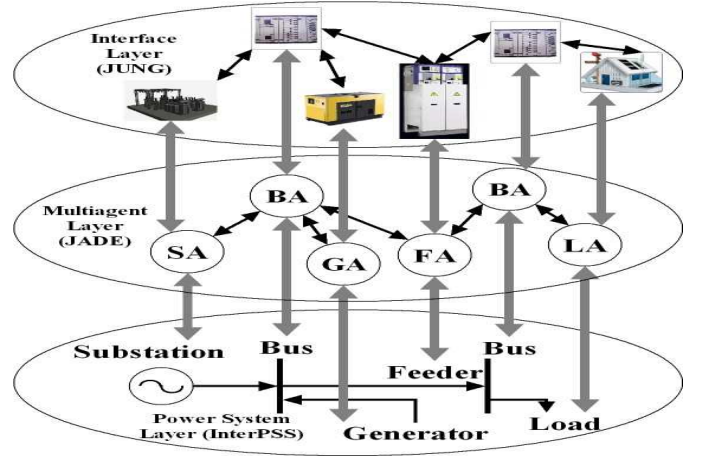 Interface
Layer
(JUNG)
Multiagent
Layer
(JADE)
BA
BA
SA
GA
FA
LA
Substation
Bus
Bus
Feeder
Power System
Layer (InterPSS)
Generator
Load